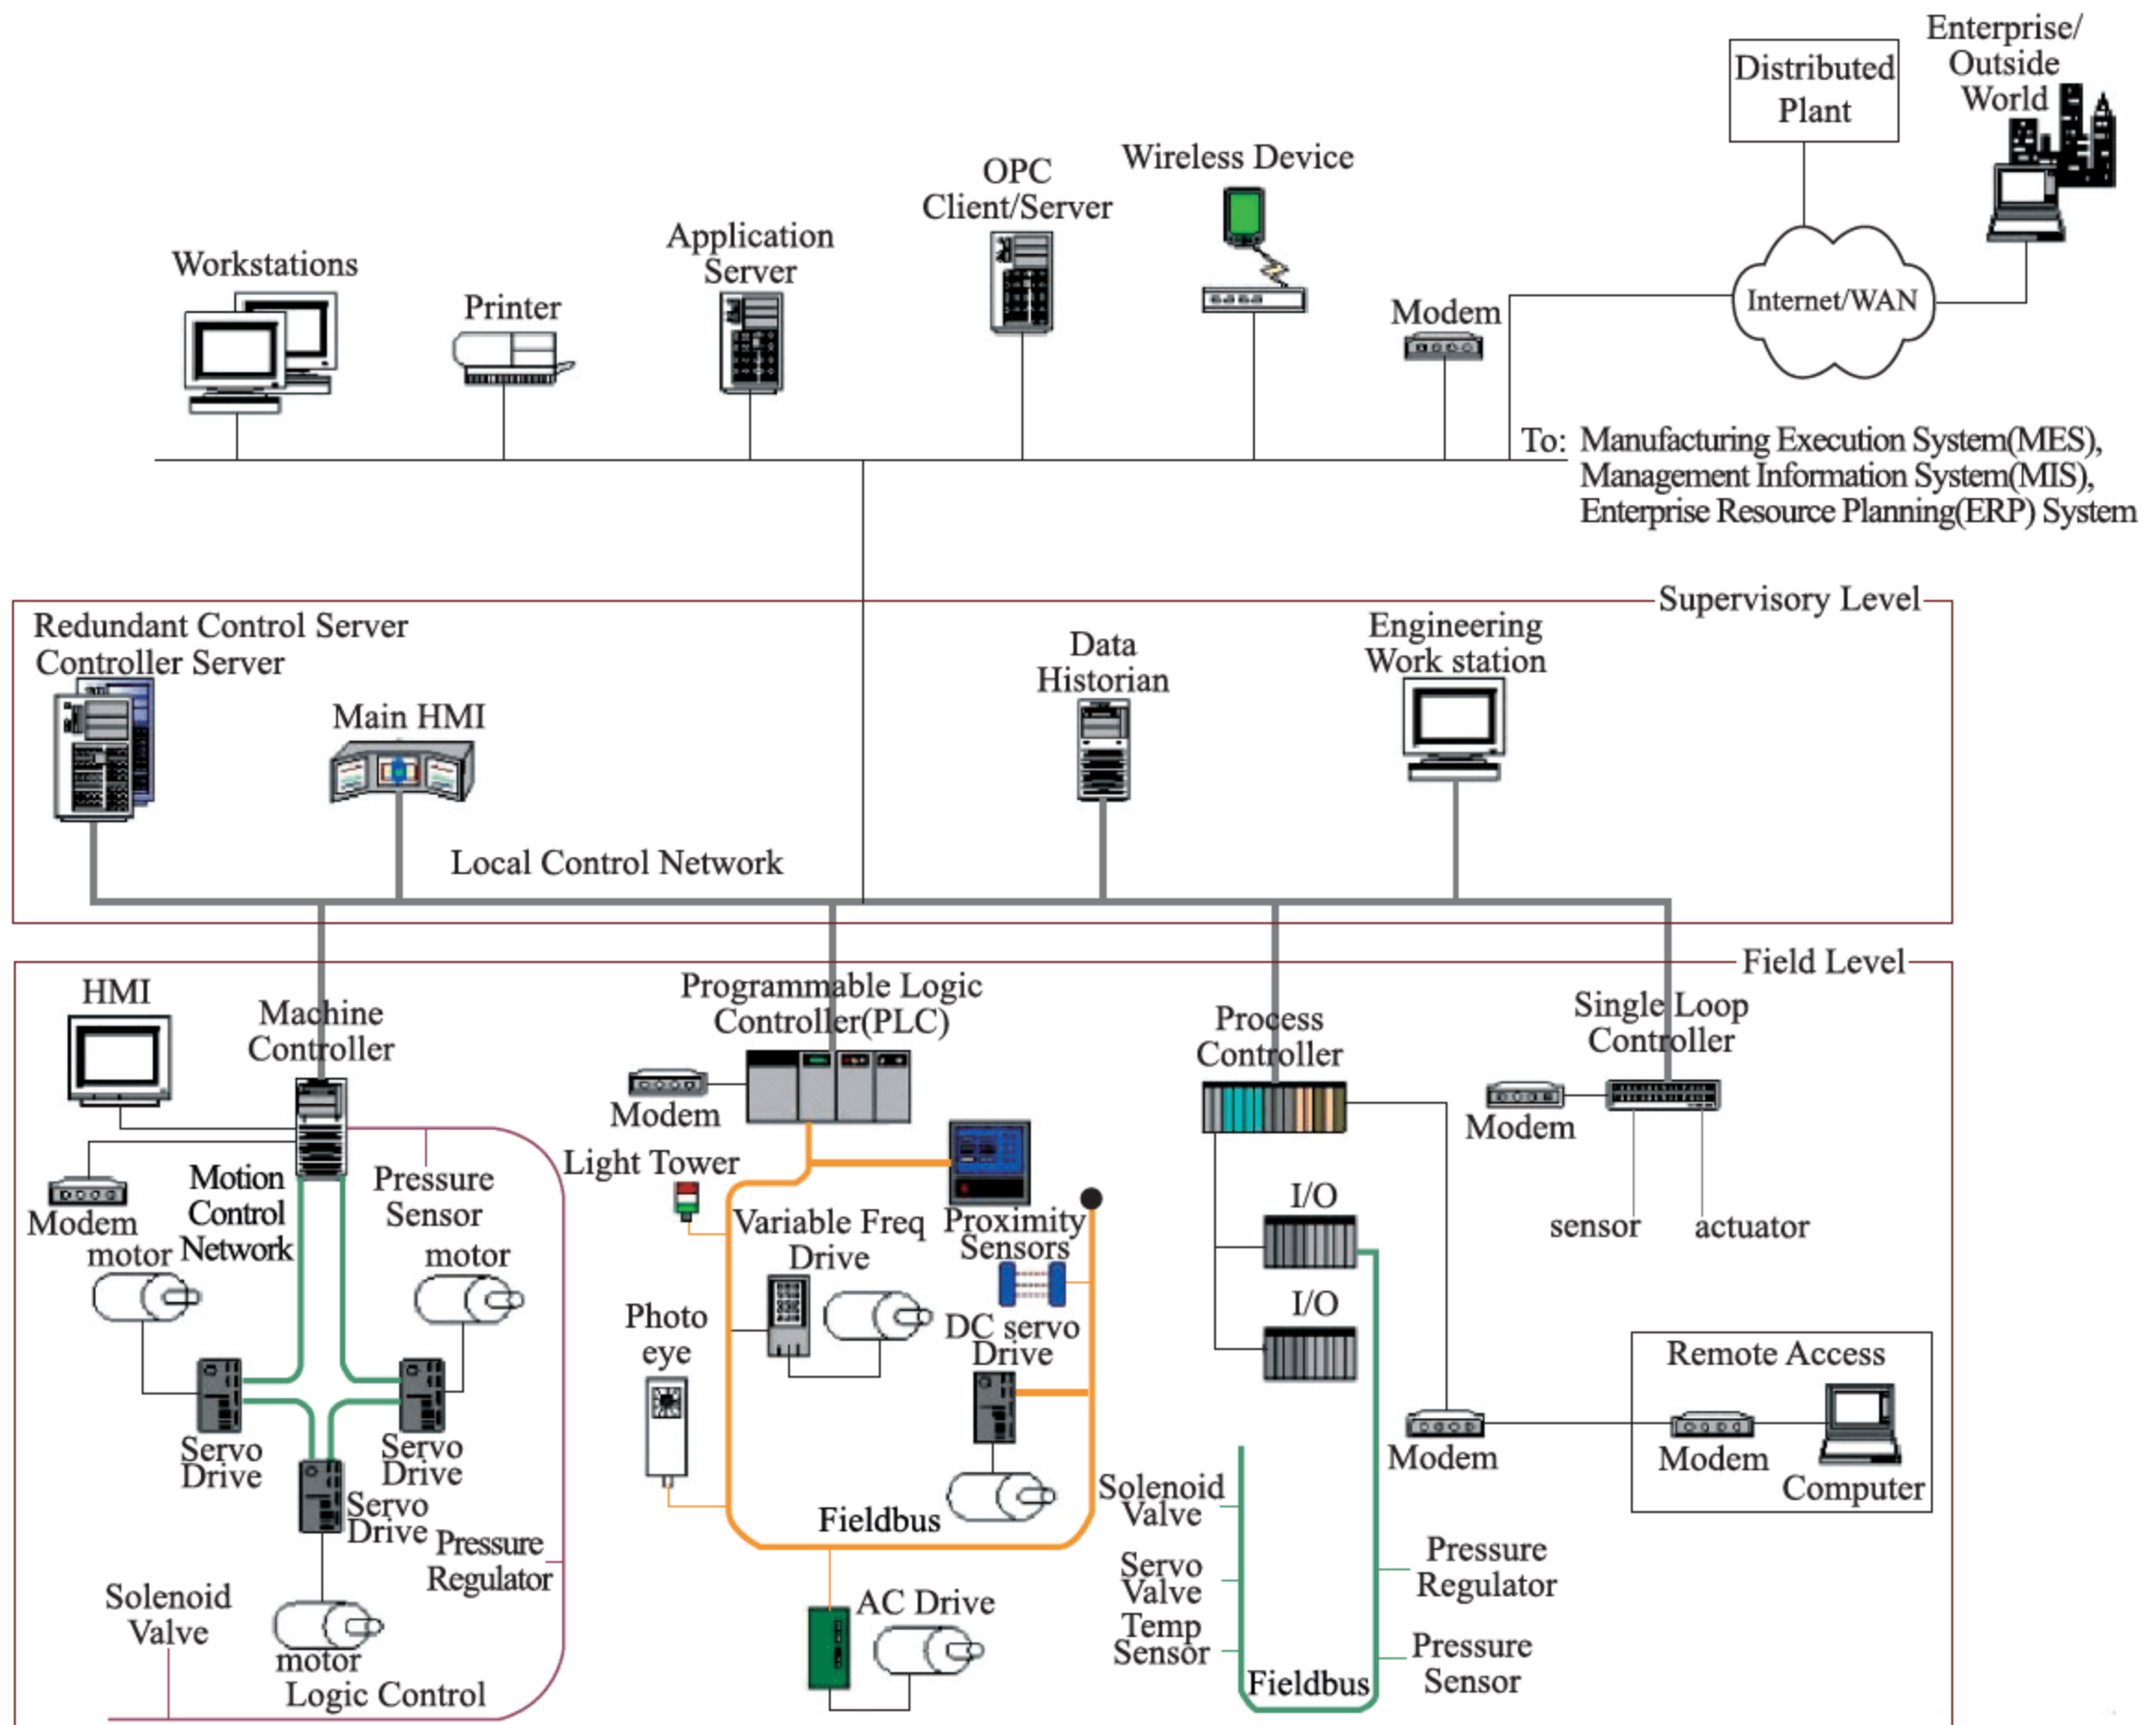 Enterprise/
Outside
World
Distributed
Plant
Wireless Device
OPC
Client/Server
Application
Server
Workstations
Printer
Modem
Internet/WAN
To: Manufacturing Execution System(MES),
Management Information System(MIS),
Enterprise Resource Planning(ERP) System
Supervisory Level
Redundant Control Server
Controller Server
Main HMI
Data
Historian
Engineering
Work station
Local Control Network
Field Level
HMI
Machine
Controller
Programmable Logic
Controller(PLC)
Process
Controller
Single Loop
Controller
Modem
Modem
Light Tower
Motion
Control
Network
Pressure
Sensor
Modem
motor
motor
Variable Freq
Drive
Proximity
Sensors
I/O
sensor
actuator
Photo
eye
DC servo
Drive
I/O
Remote Access
Servo
Drive
Servo
Drive
Servo
Drive
Modem
Modem
Computer
Fieldbus
Solenoid
Valve
Pressure
Regulator
Servo
Valve
Pressure
Regulator
Solenoid
Valve
AC Drive
Temp
Sensor
Pressure
Sensor
motor
Logic Control
Fieldbus